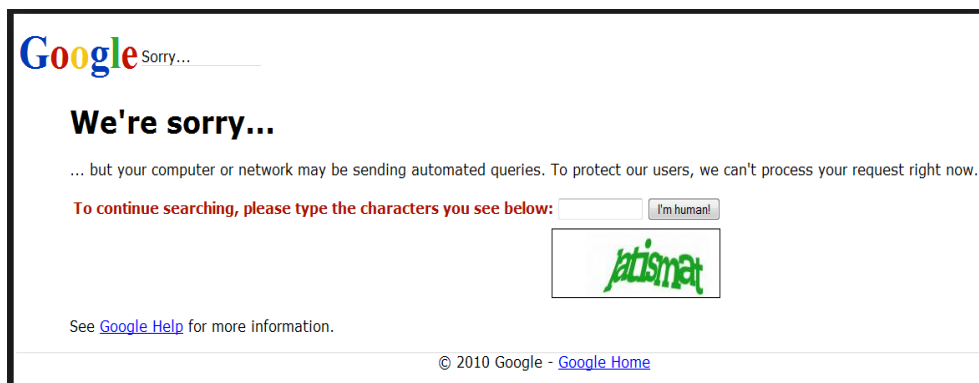 Google Sorry...
We're sorry...
... but your computer or network may be sending automated queries. To protect our users, we can't process your request right now.
To continue searching, please type the characters you see below: I'm human!
jatismat
See Google Help for more information.
© 2010 Google - Google Home